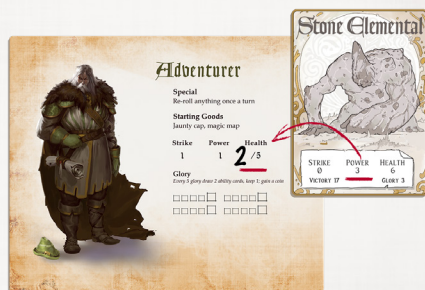 Adventurer
Special
Re-roll anything once a turn
Starting Goods
Jaunty cap, magic map
Strike Power Health
1 1 2/5
Glory
Every 5 glory draw 2 ability cards, keep 1; gain a coin
Stone Elemental
Strike Power Health
0 3 6
Victory 17 Glory 3